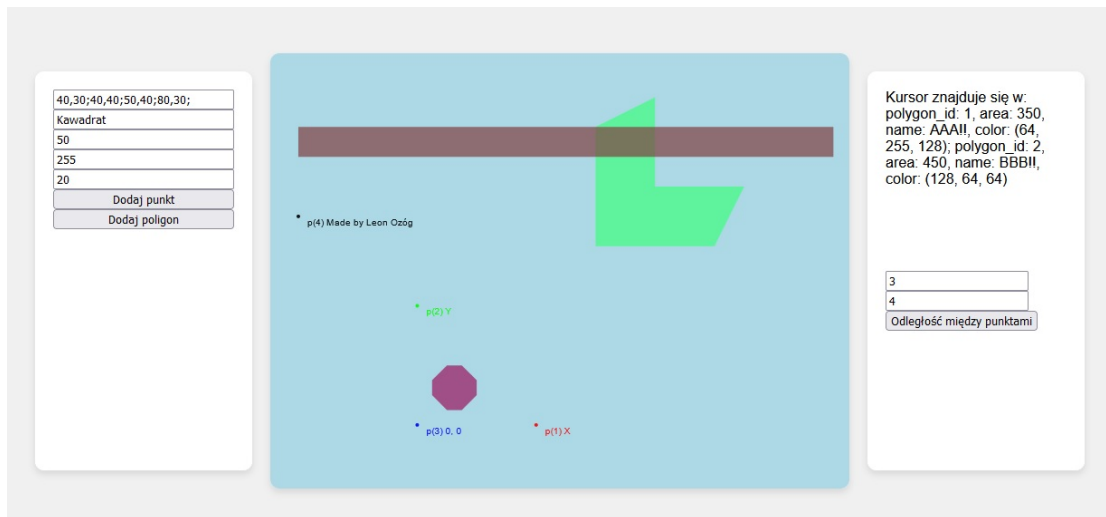 40,30;40,40;50,40;80,30;
Kawadrat
50
255
20
Dodaj punkt
Dodaj poligon
p(4) Made by Leon Ozóg
p(2) Y
p(3) 0, 0
p(1) X
Kursor znajduje się w:
polygon_id: 1, area: 350,
name: AAA!!, color: (64,
255, 128); polygon_id: 2,
area: 450, name: BBB!!,
color: (128, 64, 64)
3
4
Odległość między punktami